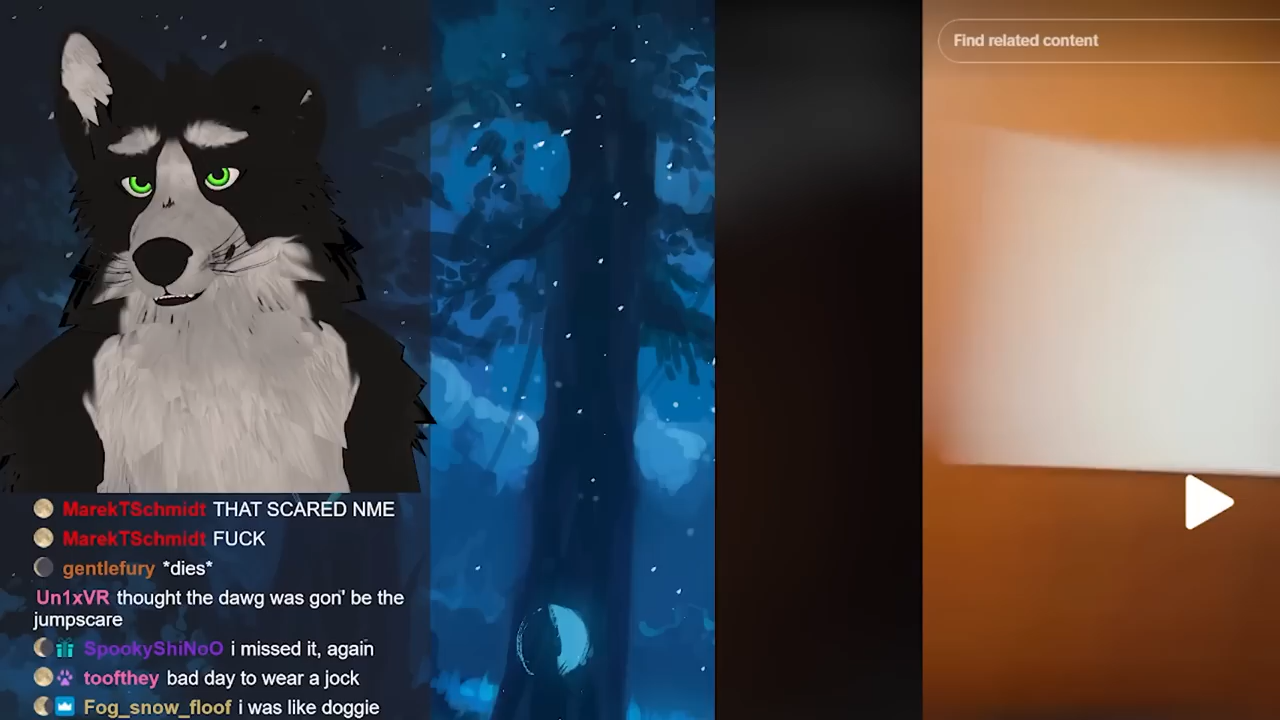 Find related content
MarekTSchmidt THAT SCARED NME
MarekTSchmidt FUCK
gentlefury *dies*
Un1xVR thought the dawg was gon' be the
jumpscare
SpookyShiNoO i missed it, again
toofthey bad day to wear a jock
Fog_snow_floof i was like doggie